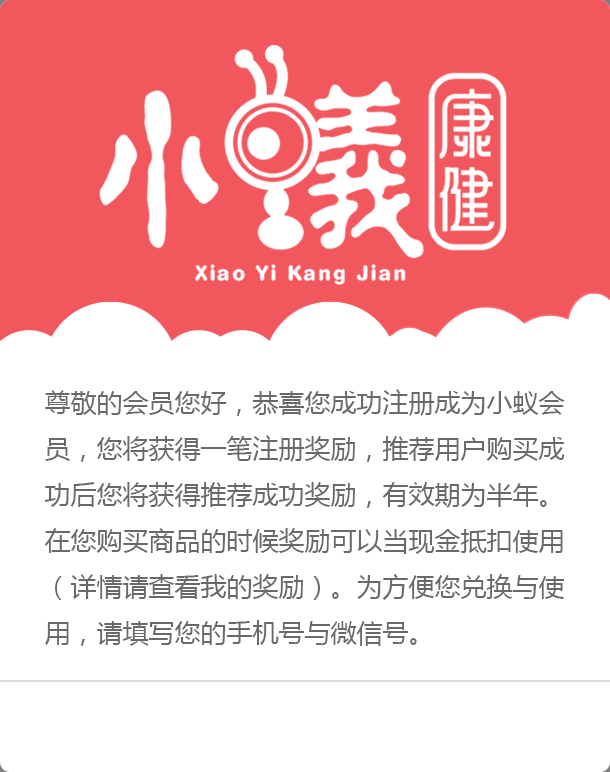 小蟻
康健
Xiao Yi Kang Jian
尊敬的会员您好，恭喜您成功注册成为小蚁会
员，您将获得一笔注册奖励，推荐用户购买成
功后您将获得推荐成功奖励，有效期为半年。
在您购买商品的时候奖励可以当现金抵扣使用
（详情请查看我的奖励）。为方便您兑换与使
用，请填写您的手机号与微信号。